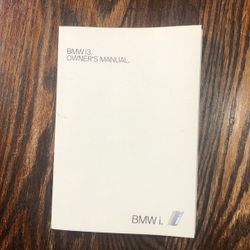 BMW i3.
OWNER'S MANUAL.
BMW i.